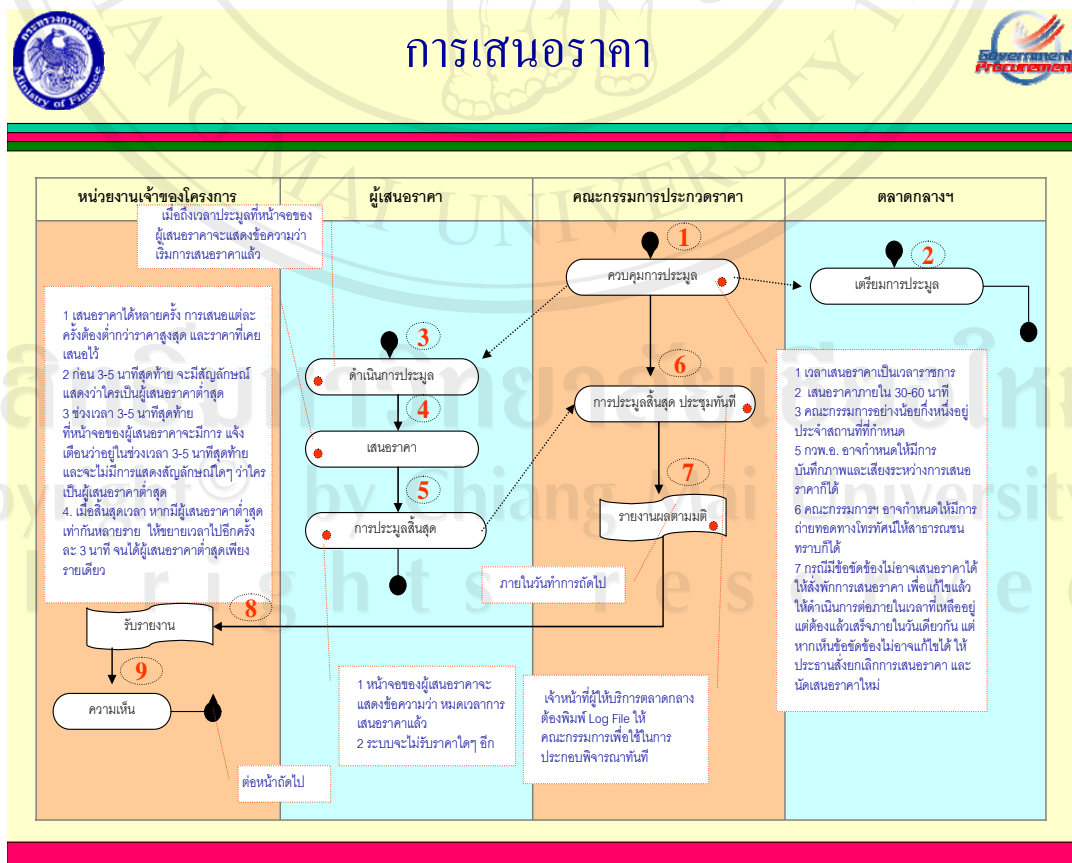 กระทรวงการคลัง
Ministry of Finance
การเสนอราคา
Government
Procurement
หน่วยงานเจ้าของโครงการ
ผู้เสนอราคา
คณะกรรมการประกวดราคา
ตลาดกลางฯ
เมื่อถึงเวลาประมูลที่หน้าจอของ
ผู้เสนอราคาจะแสดงข้อความว่า
เริ่มการเสนอราคาแล้ว
1
ควบคุมการประมูล
2
เตรียมการประมูล
1 เสนอราคาได้หลายครั้ง การเสนอแต่ละ
ครั้งต้องต่ำกว่าราคาสูงสุด และราคาที่เคย
เสนอไว้
2 ก่อน 3-5 นาทีสุดท้าย จะมีสัญลักษณ์
แสดงว่าใครเป็นผู้เสนอราคาต่ำสุด
3 ช่วงเวลา 3-5 นาทีสุดท้าย
ที่หน้าจอของผู้เสนอราคาจะมีการ แจ้ง
เตือนว่าอยู่ในช่วงเวลา 3-5 นาทีสุดท้าย
และจะไม่มีการแสดงสัญลักษณ์ใดๆ ว่าใคร
เป็นผู้เสนอราคาต่ำสุด
4. เมื่อสิ้นสุดเวลา หากมีผู้เสนอราคาต่ำสุด
เท่ากันหลายราย ให้ขยายเวลาไปอีกครั้ง
ละ 3 นาที จนได้ผู้เสนอราคาต่ำสุดเพียง
รายเดียว
3
ดำเนินการประมูล
4
เสนอราคา
5
การประมูลสิ้นสุด
6
การประมูลสิ้นสุด ประชุมทันที
7
รายงานผลตามมติ
ภายในวันทำการถัดไป
1 เวลาเสนอราคาเป็นเวลาราชการ
2 เสนอราคาภายใน 30-60 นาที
3 คณะกรรมการอย่างน้อยกึ่งหนึ่งอยู่
ประจำสถานที่ที่กำหนด
5 กวพ.อ. อาจกำหนดให้มีการ
บันทึกภาพและเสียงระหว่างการเสนอ
ราคาก็ได้
6 คณะกรรมการฯ อาจกำหนดให้มีการ
ถ่ายทอดทางโทรทัศน์ให้สาธารณชน
ทราบก็ได้
7 กรณีมีข้อขัดข้องไม่อาจเสนอราคาได้
ให้สั่งพักการเสนอราคา เพื่อแก้ไขแล้ว
ให้ดำเนินการต่อภายในเวลาที่เหลืออยู่
แต่ต้องแล้วเสร็จภายในวันเดียวกัน แต่
หากเห็นข้อขัดข้องไม่อาจแก้ไขได้ ให้
ประธานสั่งยกเลิกการเสนอราคา และ
นัดเสนอราคาใหม่
8
รับรายงาน
9
ความเห็น
ต่อหน้าถัดไป
1 หน้าจอของผู้เสนอราคาจะ
แสดงข้อความว่า หมดเวลาการ
เสนอราคาแล้ว
2 ระบบจะไม่รับราคาใดๆ อีก
เจ้าหน้าที่ผู้ให้บริการตลาดกลาง
ต้องพิมพ์ Log File ให้
คณะกรรมการเพื่อใช้ในการ
ประกอบพิจารณาทันที